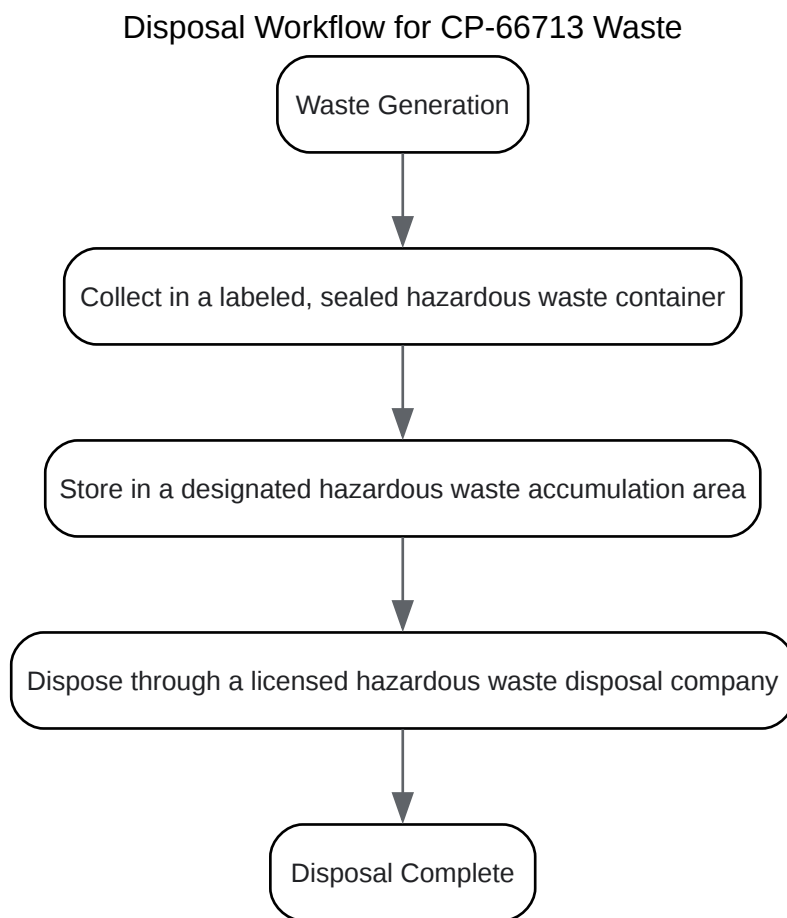 Disposal Workflow for CP-66713 Waste
Waste Generation
Collect in a labeled, sealed hazardous waste container
Store in a designated hazardous waste accumulation area
Dispose through a licensed hazardous waste disposal company
Disposal Complete